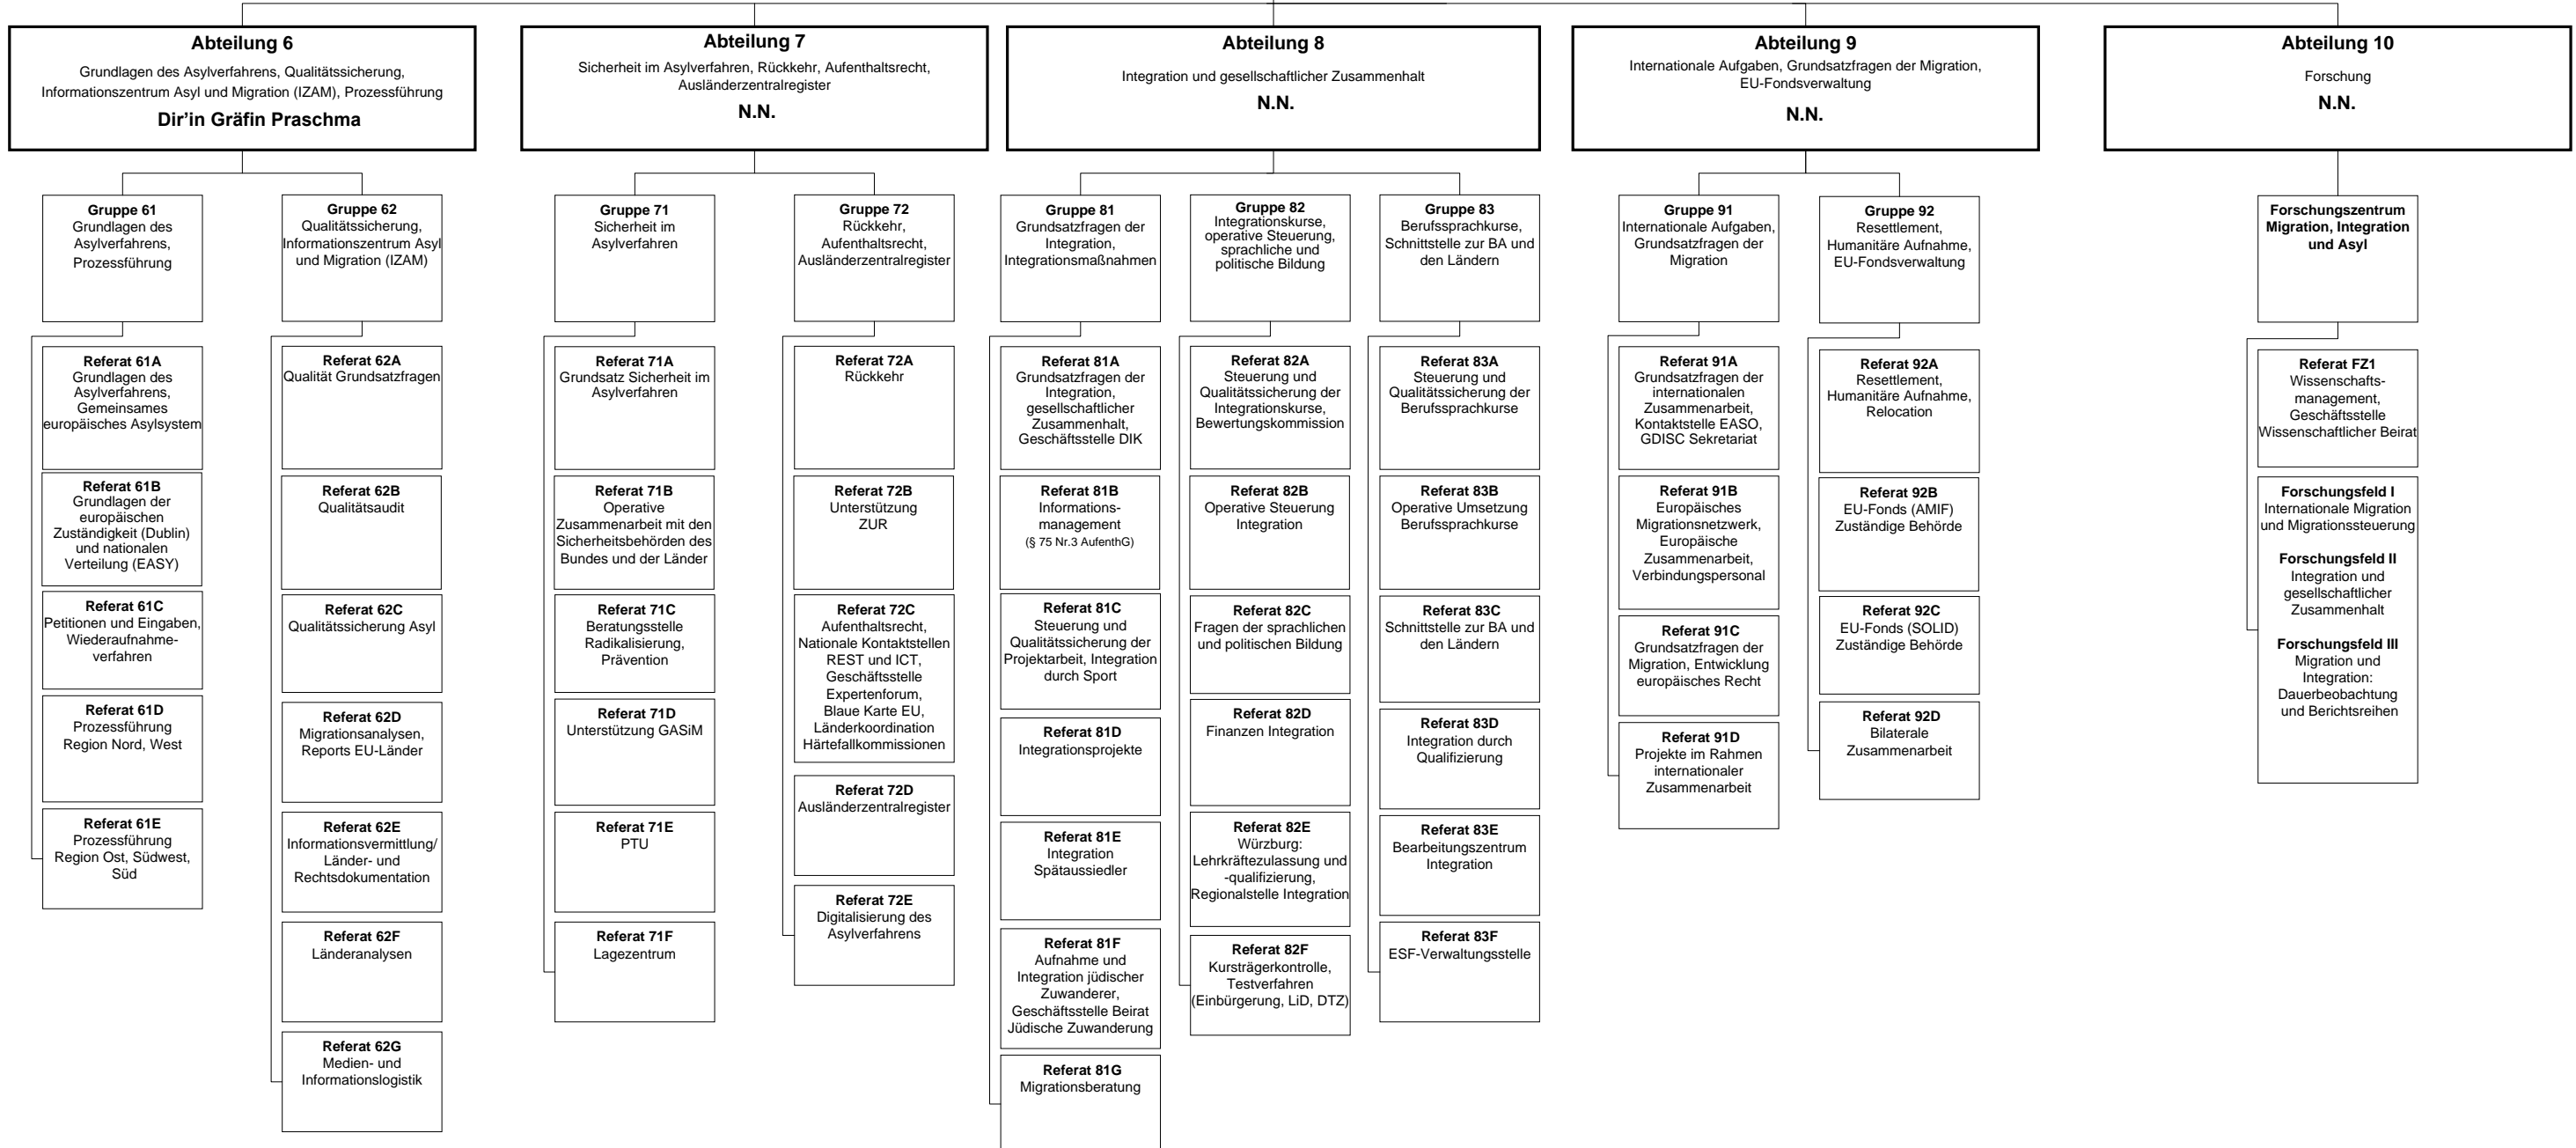 Abteilung 6
Grundlagen des Asylverfahrens, Qualitätssicherung,
Informationszentrum Asyl und Migration (IZAM), Prozessführung
Dir’in Gräfin Praschma
Abteilung 7
Sicherheit im Asylverfahren, Rückkehr, Aufenthaltsrecht,
Ausländerzentralregister
N.N.
Abteilung 8
Integration und gesellschaftlicher Zusammenhalt
N.N.
Abteilung 9
Internationale Aufgaben, Grundsatzfragen der Migration,
EU-Fondsverwaltung
N.N.
Abteilung 10
Forschung
N.N.
Gruppe 61
Grundlagen des
Asylverfahrens,
Prozessführung
Gruppe 62
Qualitätssicherung,
Informationszentrum Asyl
und Migration (IZAM)
Gruppe 71
Sicherheit im
Asylverfahren
Gruppe 72
Rückkehr,
Aufenthaltsrecht,
Ausländerzentralregister
Gruppe 81
Grundsatzfragen der
Integration,
Integrationsmaßnahmen
Gruppe 82
Integrationskurse,
operative Steuerung,
sprachliche und
politische Bildung
Gruppe 83
Berufssprachkurse,
Schnittstelle zur BA und
den Ländern
Gruppe 91
Internationale Aufgaben,
Grundsatzfragen der
Migration
Gruppe 92
Resettlement,
Humanitäre Aufnahme,
EU-Fondsverwaltung
Forschungszentrum
Migration, Integration
und Asyl
Referat 61A
Grundlagen des
Asylverfahrens,
Gemeinsames
europäisches Asylsystem
Referat 61B
Grundlagen der
europäischen
Zuständigkeit (Dublin)
und nationalen
Verteilung (EASY)
Referat 61C
Petitionen und Eingaben,
Wiederaufnahme-
verfahren
Referat 61D
Prozessführung
Region Nord, West
Referat 61E
Prozessführung
Region Ost, Südwest,
Süd
Referat 62A
Qualität Grundsatzfragen
Referat 62B
Qualitätsaudit
Referat 62C
Qualitätssicherung Asyl
Referat 62D
Migrationsanalysen,
Reports EU-Länder
Referat 62E
Informationsvermittlung/
Länder- und
Rechtsdokumentation
Referat 62F
Länderanalysen
Referat 62G
Medien- und
Informationslogistik
Referat 71A
Grundsatz Sicherheit im
Asylverfahren
Referat 71B
Operative
Zusammenarbeit mit den
Sicherheitsbehörden des
Bundes und der Länder
Referat 71C
Beratungsstelle
Radikalisierung,
Prävention
Referat 71D
Unterstützung GASiM
Referat 71E
PTU
Referat 71F
Lagezentrum
Referat 72A
Rückkehr
Referat 72B
Unterstützung
ZUR
Referat 72C
Aufenthaltsrecht,
Nationale Kontaktstellen
REST und ICT,
Geschäftsstelle
Expertenforum,
Blaue Karte EU,
Länderkoordination
Härtefallkommissionen
Referat 72D
Ausländerzentralregister
Referat 72E
Digitalisierung des
Asylverfahrens
Referat 81A
Grundsatzfragen der
Integration,
gesellschaftlicher
Zusammenhalt,
Geschäftsstelle DIK
Referat 81B
Informations-
management
(§ 75 Nr.3 AufenthG)
Referat 81C
Steuerung und
Qualitätssicherung der
Projektarbeit, Integration
durch Sport
Referat 81D
Integrationsprojekte
Referat 81E
Integration
Spätaussiedler
Referat 81F
Aufnahme und
Integration jüdischer
Zuwanderer,
Geschäftsstelle Beirat
Jüdische Zuwanderung
Referat 81G
Migrationsberatung
Referat 82A
Steuerung und
Qualitätssicherung der
Integrationskurse,
Bewertungskommission
Referat 82B
Operative Steuerung
Integration
Referat 82C
Fragen der sprachlichen
und politischen Bildung
Referat 82D
Finanzen Integration
Referat 82E
Würzburg:
Lehrkräftezulassung und
-qualifizierung,
Regionalstelle Integration
Referat 82F
Kursträgerkontrolle,
Testverfahren
(Einbürgerung, LiD, DTZ)
Referat 83A
Steuerung und
Qualitätssicherung der
Berufssprachkurse
Referat 83B
Operative Umsetzung
Berufssprachkurse
Referat 83C
Schnittstelle zur BA und
den Ländern
Referat 83D
Integration durch
Qualifizierung
Referat 83E
Bearbeitungszentrum
Integration
Referat 83F
ESF-Verwaltungsstelle
Referat 91A
Grundsatzfragen der
internationalen
Zusammenarbeit,
Kontaktstelle EASO,
GDISC Sekretariat
Referat 91B
Europäisches
Migrationsnetzwerk,
Europäische
Zusammenarbeit,
Verbindungspersonal
Referat 91C
Grundsatzfragen der
Migration, Entwicklung
europäisches Recht
Referat 91D
Projekte im Rahmen
internationaler
Zusammenarbeit
Referat 92A
Resettlement,
Humanitäre Aufnahme,
Relocation
Referat 92B
EU-Fonds (AMIF)
Zuständige Behörde
Referat 92C
EU-Fonds (SOLID)
Zuständige Behörde
Referat 92D
Bilaterale
Zusammenarbeit
Referat FZ1
Wissenschafts-
management,
Geschäftsstelle
Wissenschaftlicher Beirat
Forschungsfeld I
Internationale Migration
und Migrationssteuerung
Forschungsfeld II
Integration und
gesellschaftlicher
Zusammenhalt
Forschungsfeld III
Migration und
Integration:
Dauerbeobachtung
und Berichtsreihen